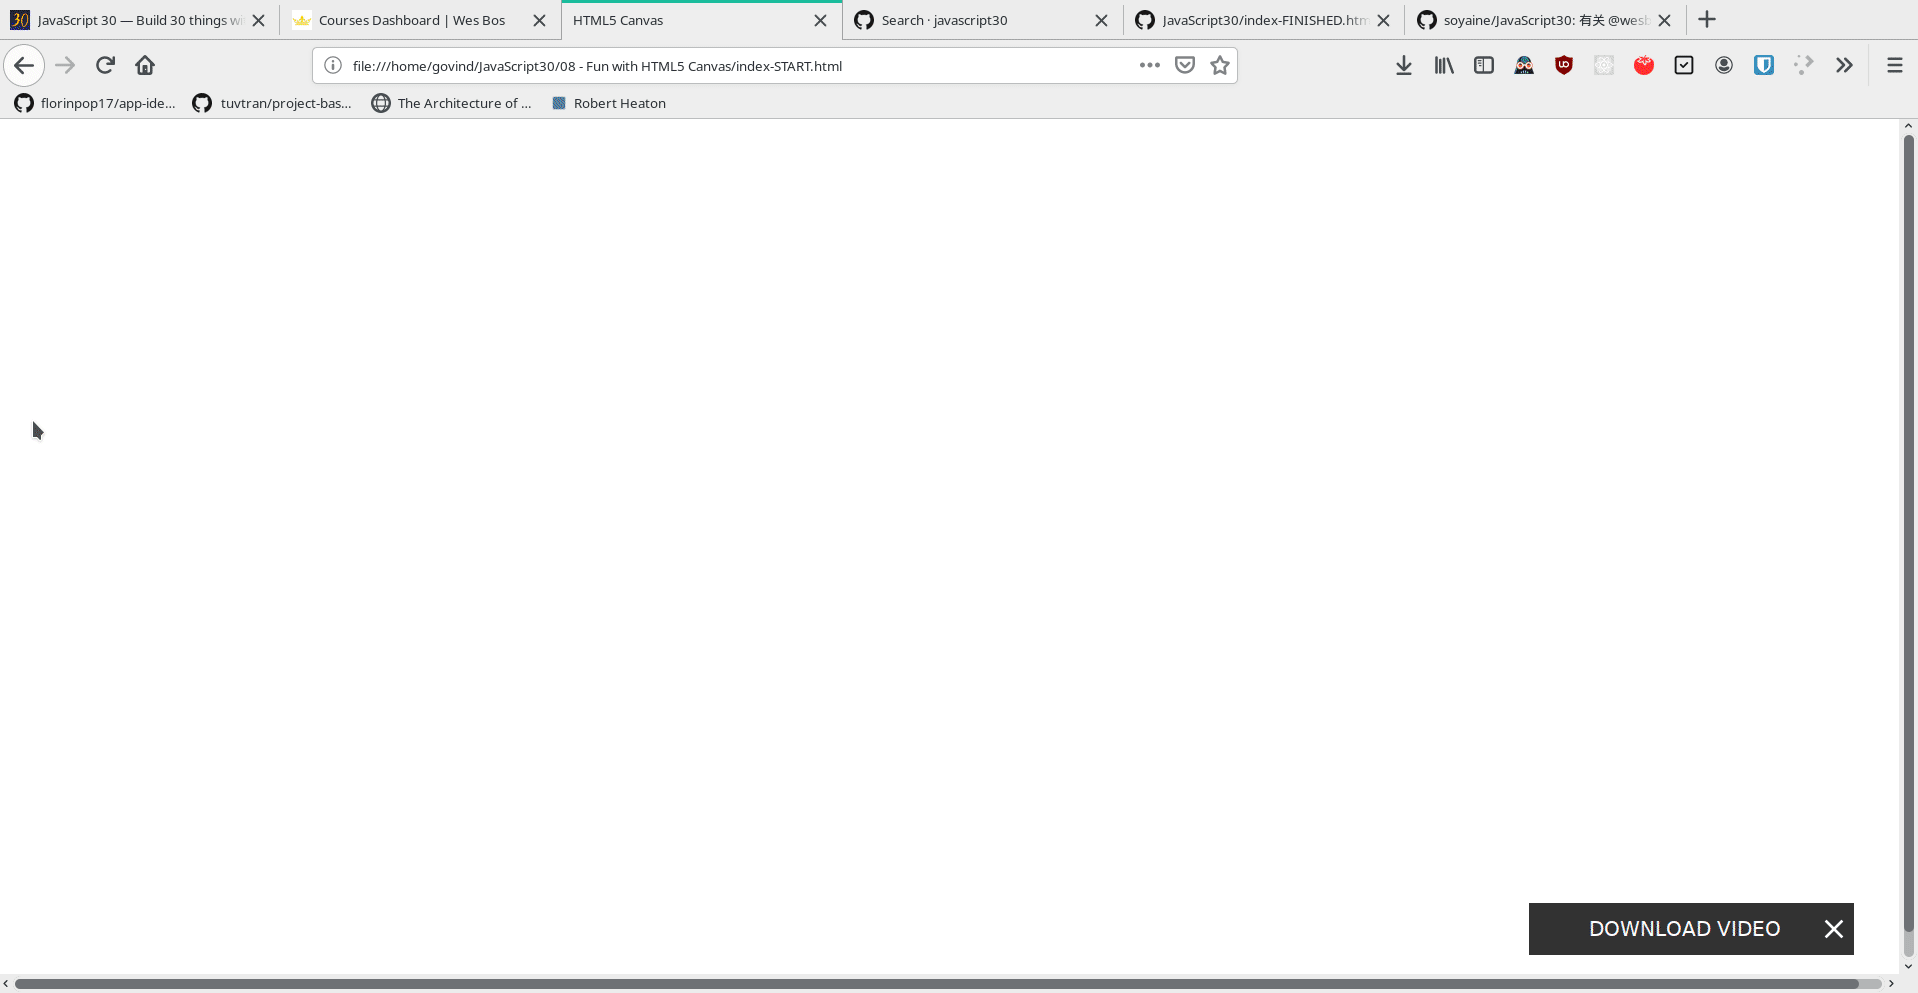 30 JavaScript 30 — Build 30 things wi
Courses Dashboard | Wes Bos
HTML5 Canvas
Search · javascript30
JavaScript30/index-FINISHED.htm
soyaine/JavaScript30: 有关 @wesb
file:///home/govind/JavaScript30/08 - Fun with HTML5 Canvas/index-START.html
florinpop17/app-ide...
tuvtran/project-bas...
The Architecture of ...
Robert Heaton
DOWNLOAD VIDEO